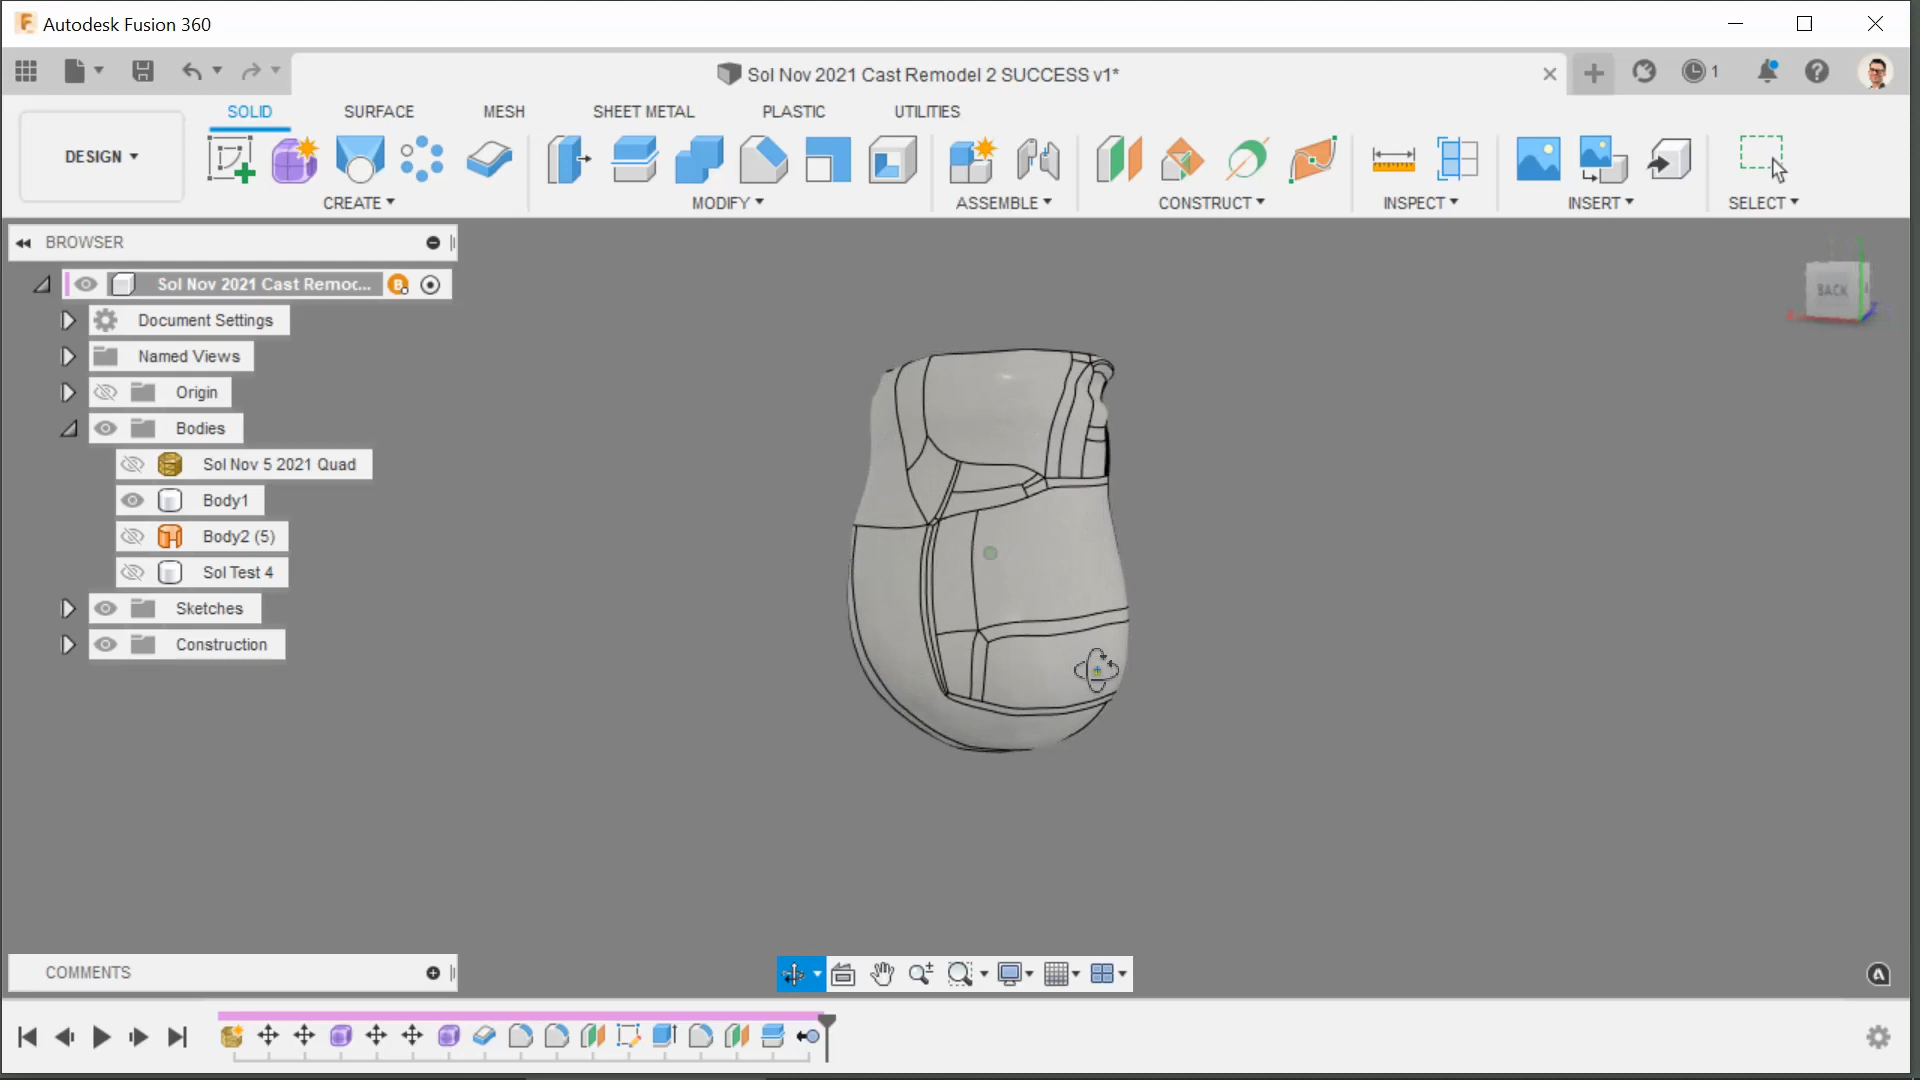 Autodesk Fusion 360
Sol Nov 2021 Cast Remodel 2 SUCCESS v1*
1
SOLID SURFACE MESH SHEET METAL PLASTIC UTILITIES
DESIGN
CREATE MODIFY ASSEMBLE CONSTRUCT INSPECT INSERT SELECT
BROWSER
Sol Nov 2021 Cast Remoc...
B
BACK
Document Settings
Named Views
Origin
Bodies
Sol Nov 5 2021 Quad
Body1
Body2 (5)
Sol Test 4
Sketches
Construction
COMMENTS